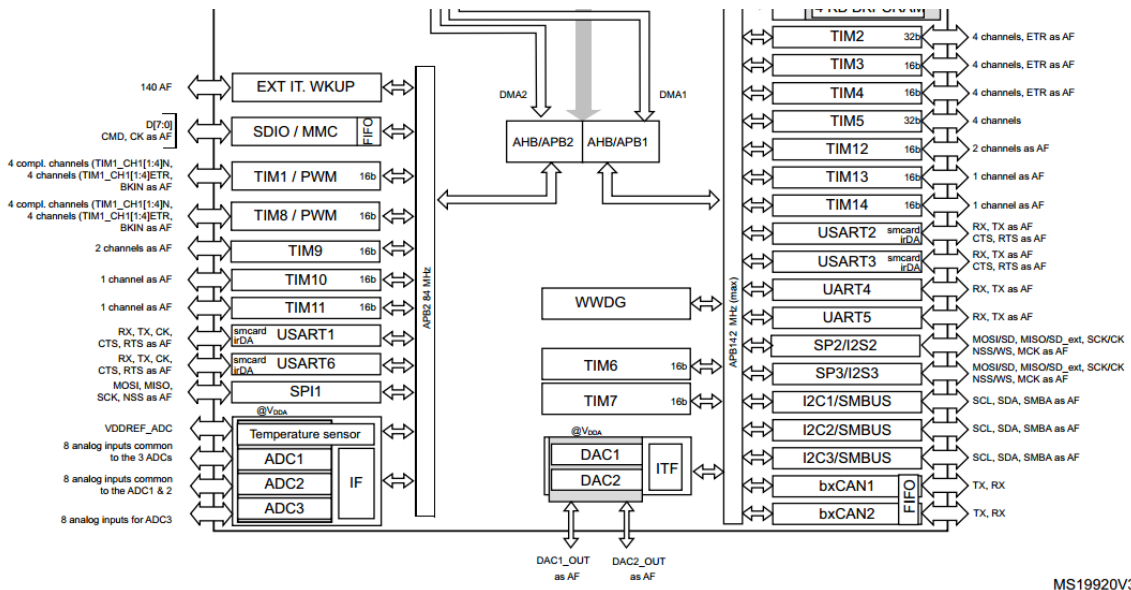 TIM2 32b
4 channels, ETR as AF
TIM3 16b
4 channels, ETR as AF
TIM4 16b
4 channels, ETR as AF
TIM5 32b
4 channels
TIM12 16b
2 channels as AF
TIM13 16b
1 channel as AF
TIM14 16b
1 channel as AF
USART2 smcard
irDA
RX, TX as AF
CTS, RTS as AF
USART3 smcard
irDA
RX, TX as AF
CTS, RTS as AF
UART4
RX, TX as AF
UART5
RX, TX as AF
SP2/I2S2
MOSI/SD, MISO/SD_ext, SCK/CK
NSS/WS, MCK as AF
SP3/I2S3
MOSI/SD, MISO/SD_ext, SCK/CK
NSS/WS, MCK as AF
I2C1/SMBUS
SCL, SDA, SMBA as AF
I2C2/SMBUS
SCL, SDA, SMBA as AF
I2C3/SMBUS
SCL, SDA, SMBA as AF
bxCAN1
TX, RX
bxCAN2
TX, RX
FIFO
140 AF
EXT IT. WKUP
D[7:0]
CMD, CK as AF
SDIO / MMC
FIFO
4 compl. channels (TIM1_CH1[1:4]N,
4 channels (TIM1_CH1[1:4]ETR,
BKIN as AF
TIM1 / PWM 16b
4 compl. channels (TIM1_CH1[1:4]N,
4 channels (TIM1_CH1[1:4]ETR,
BKIN as AF
TIM8 / PWM 16b
2 channels as AF
TIM9 16b
1 channel as AF
TIM10 16b
1 channel as AF
TIM11 16b
RX, TX, CK,
CTS, RTS as AF
smcard
irDA
USART1
RX, TX, CK,
CTS, RTS as AF
smcard
irDA
USART6
MOSI, MISO,
SCK, NSS as AF
SPI1
@VDDA
VDDREF_ADC
Temperature sensor
8 analog inputs common
to the 3 ADCs
ADC1
8 analog inputs common
to the ADC1 & 2
ADC2
8 analog inputs for ADC3
ADC3
IF
APB2 84 MHz
DMA2
DMA1
AHB/APB2
AHB/APB1
APB142 MHz (max)
WWDG
TIM6 16b
TIM7 16b
@VDDA
DAC1
DAC2
ITF
DAC1_OUT
as AF
DAC2_OUT
as AF
MS19920V3